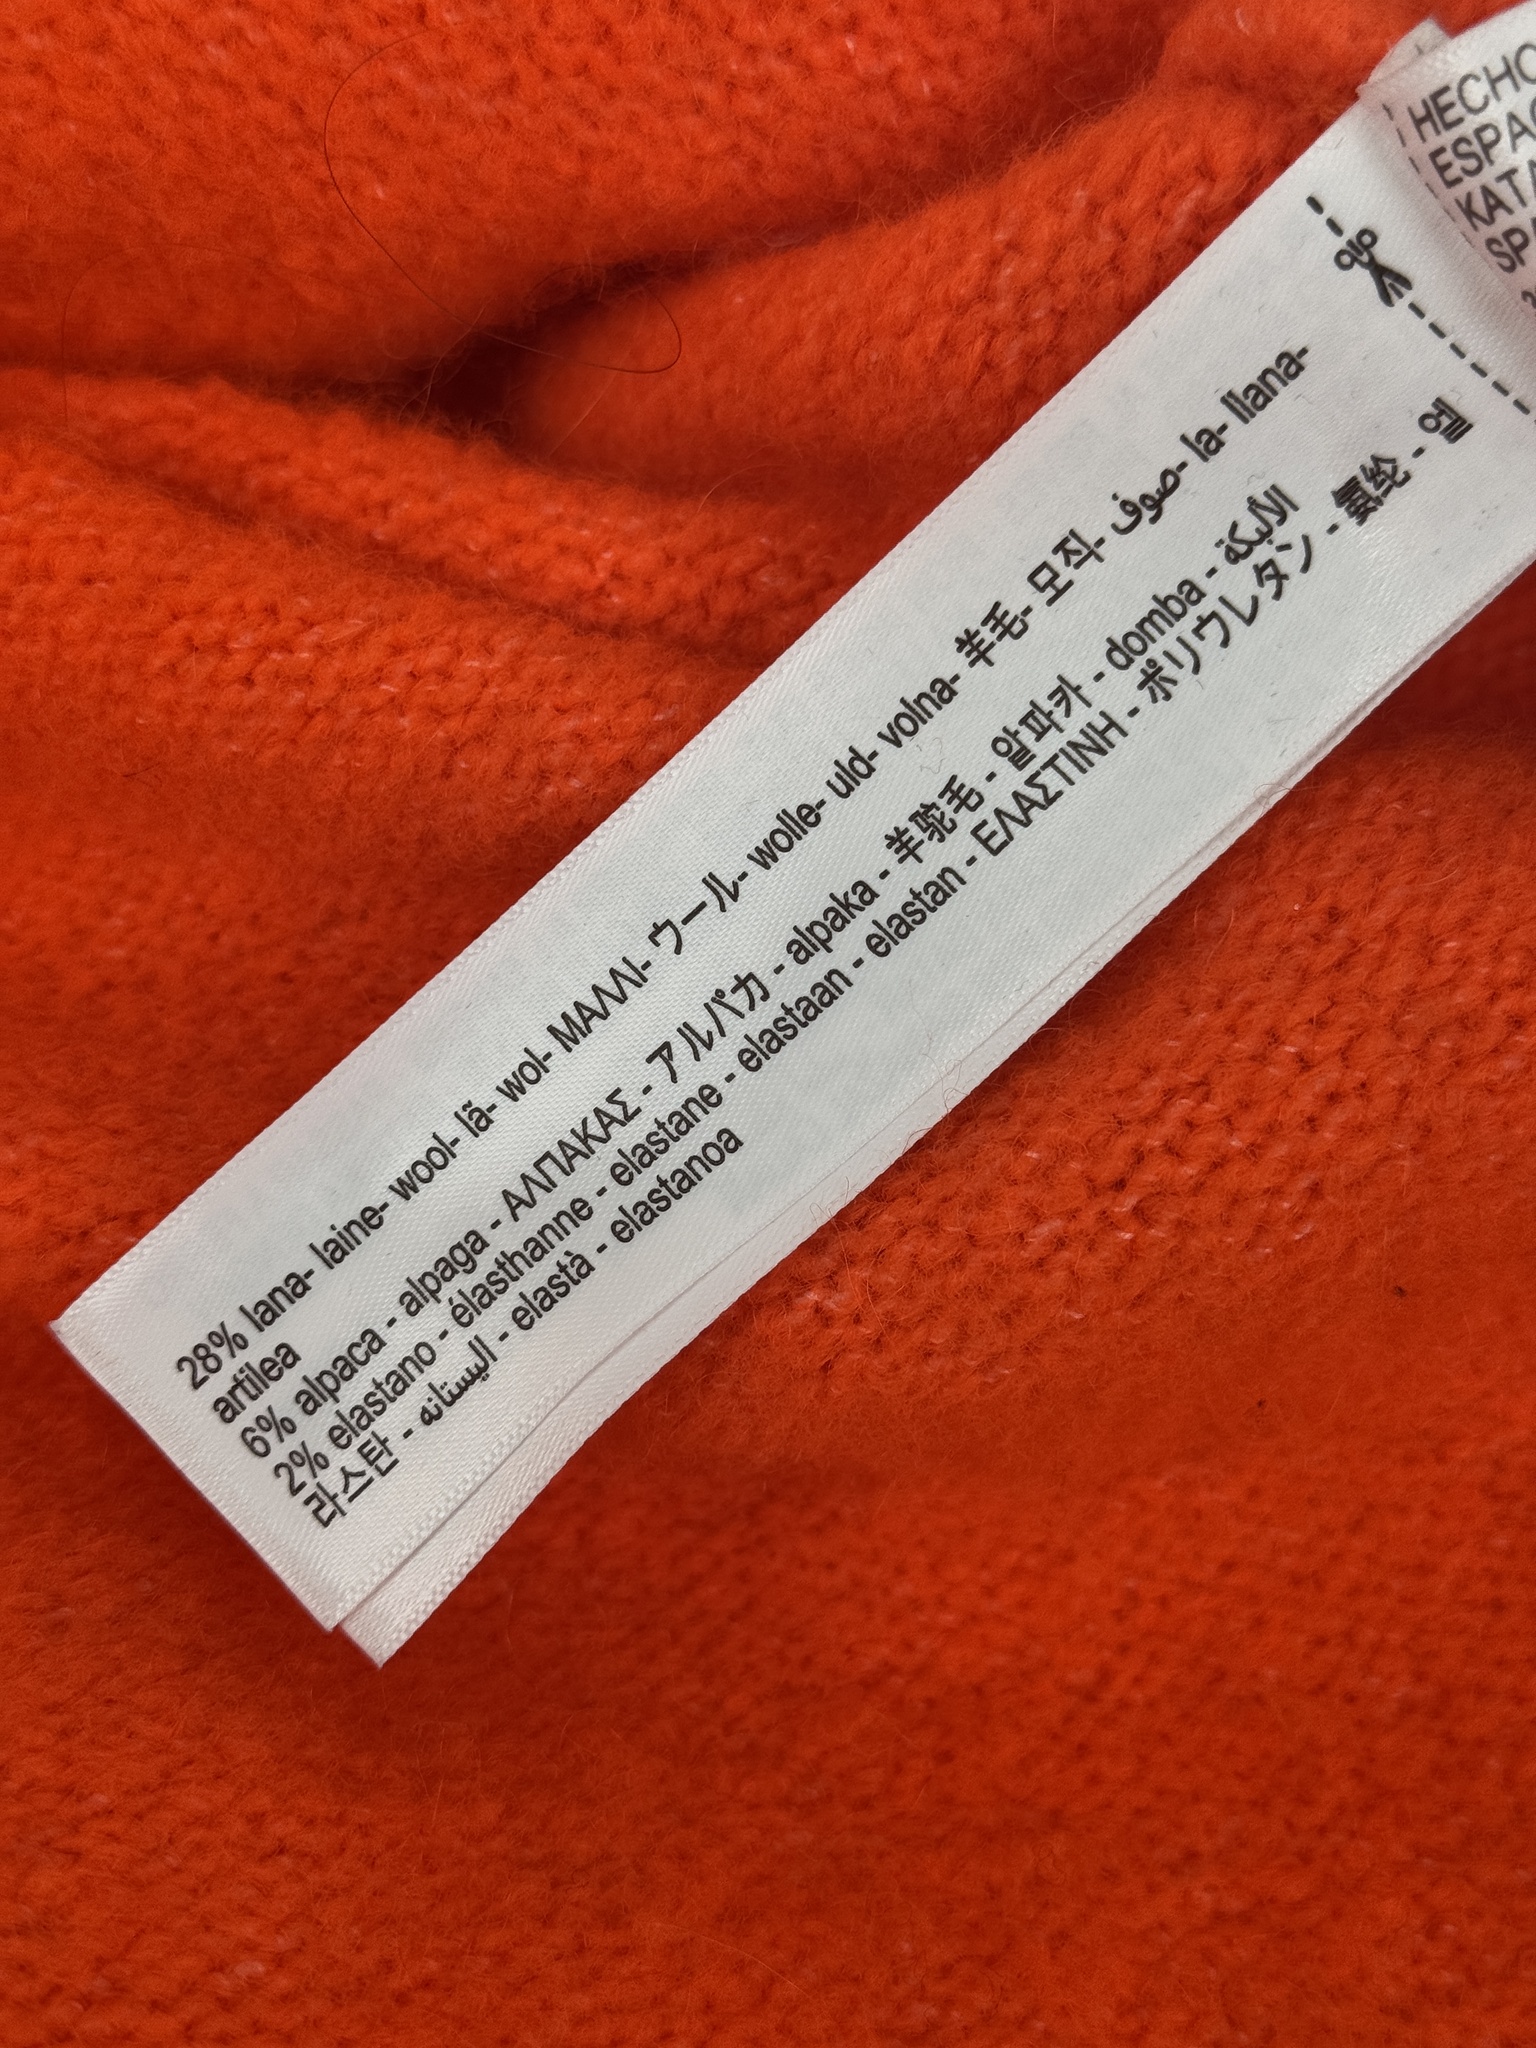 HECHO
ESPA
KATA
SPA
28% lana- laine- wool- lã- wol- ΜΑΛΛΙ- ウール- wolle- uld- volna- 羊毛- 모직- صوف- la- llana-
artilea
6% alpaca - alpaga - ΑΛΠΑΚΑΣ - アルパカ - alpaka - 羊驼毛 - 알파카 - domba - الألبكة
2% elastano - élasthanne - elastane - elastaan - elastan - ΕΛΑΣΤΙΝΗ - ポリウレタン - 氨纶 - 엘
라스탄 - اليستانه - elastà - elastanoa